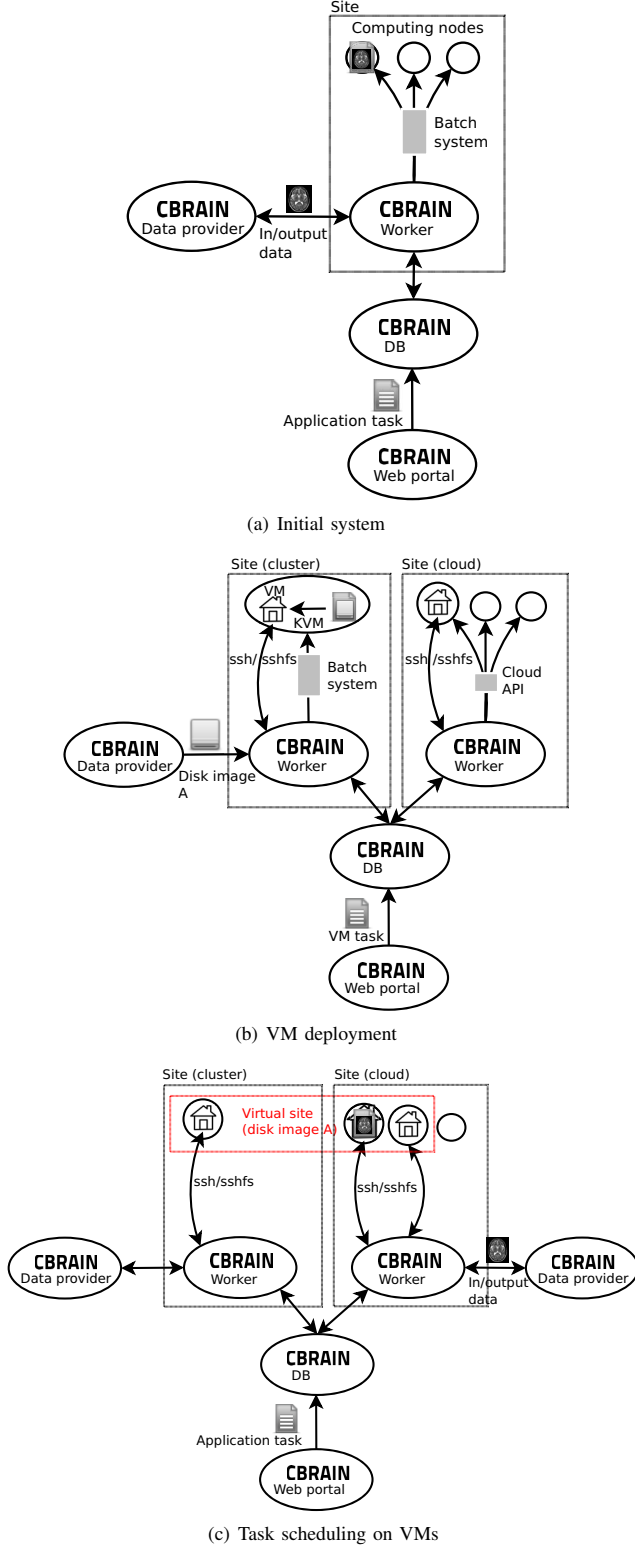 Site
Computing nodes
Batch
system
CBRAIN
Data provider
In/output
data
CBRAIN
Worker
CBRAIN
DB
Application task
CBRAIN
Web portal
(a) Initial system
Site (cluster)
Site (cloud)
VM
KVM
ssh/ sshfs
Batch
system
ssh /sshfs
Cloud
API
CBRAIN
Data provider
Disk image
A
CBRAIN
Worker
CBRAIN
Worker
CBRAIN
DB
VM task
CBRAIN
Web portal
(b) VM deployment
Site (cluster)
Site (cloud)
Virtual site
(disk image A)
ssh/sshfs
ssh/sshfs
CBRAIN
Data provider
CBRAIN
Worker
CBRAIN
Worker
In/output
data
CBRAIN
Data provider
CBRAIN
DB
Application task
CBRAIN
Web portal
(c) Task scheduling on VMs